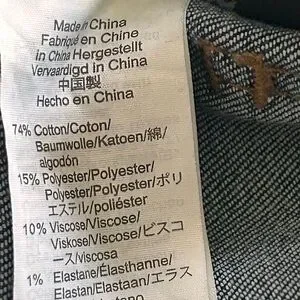 Made in China
Fabriqué en Chine
in China Hergestellt
Vervaardigd in China
中国製
Hecho en China
74% Cotton/Coton/
Baumwolle/Katoen/綿/
algodón
15% Polyester/Polyester/
Polyester/Polyester/ポリ
エステル/poliéster
10% Viscose/Viscose/
Viskose/Viscose/ビスコ
ース/viscosa
1% Elastane/Élasthanne/
Elastan/Elastaan/エラス